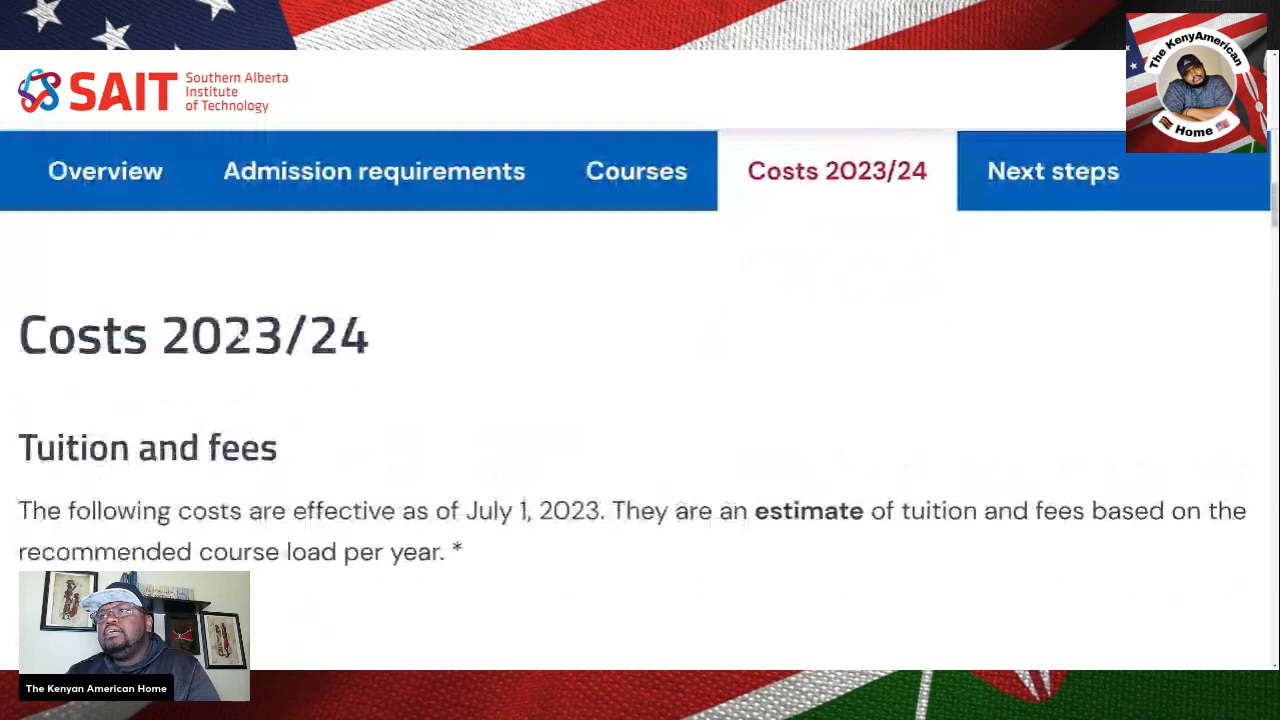 The KenyAmerican
Home
SAIT
Southern Alberta
Institute
of Technology
Overview
Admission requirements
Courses
Costs 2023/24
Next steps
Costs 2023/24
Tuition and fees
The following costs are effective as of July 1, 2023. They are an estimate of tuition and fees based on the
recommended course load per year. *
The Kenyan American Home